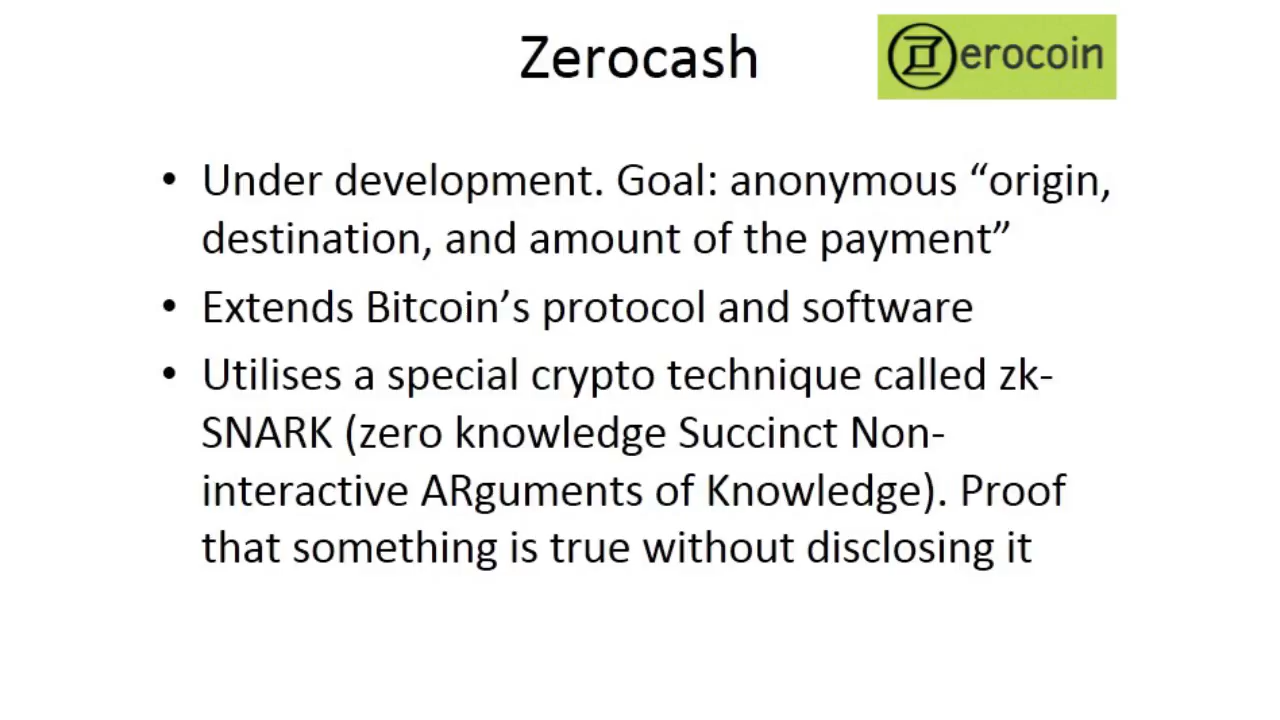 Zerocash
Zerocoin
• Under development. Goal: anonymous “origin,
destination, and amount of the payment”
• Extends Bitcoin’s protocol and software
• Utilises a special crypto technique called zk-
SNARK (zero knowledge Succinct Non-
interactive ARguments of Knowledge). Proof
that something is true without disclosing it